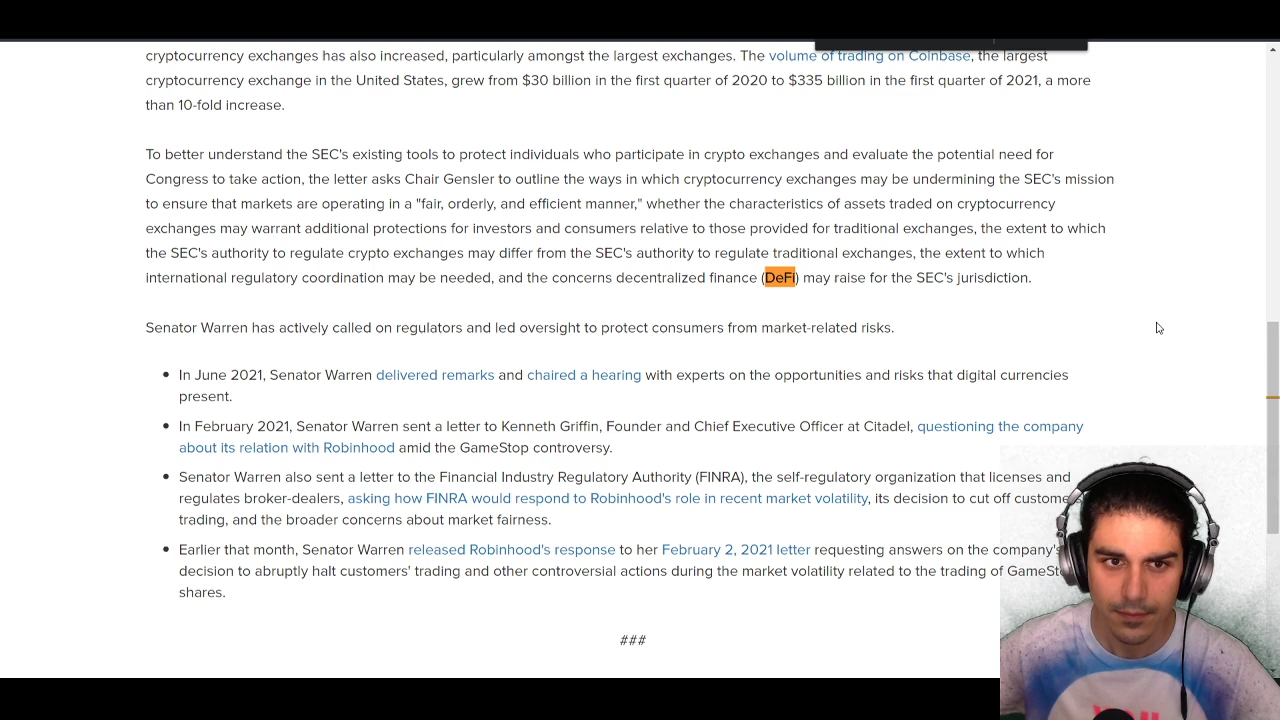 cryptocurrency exchanges has also increased, particularly amongst the largest exchanges. The volume of trading on Coinbase, the largest
cryptocurrency exchange in the United States, grew from $30 billion in the first quarter of 2020 to $335 billion in the first quarter of 2021, a more
than 10-fold increase.
To better understand the SEC's existing tools to protect individuals who participate in crypto exchanges and evaluate the potential need for
Congress to take action, the letter asks Chair Gensler to outline the ways in which cryptocurrency exchanges may be undermining the SEC's mission
to ensure that markets are operating in a "fair, orderly, and efficient manner," whether the characteristics of assets traded on cryptocurrency
exchanges may warrant additional protections for investors and consumers relative to those provided for traditional exchanges, the extent to which
the SEC's authority to regulate crypto exchanges may differ from the SEC's authority to regulate traditional exchanges, the extent to which
international regulatory coordination may be needed, and the concerns decentralized finance (DeFi) may raise for the SEC's jurisdiction.
Senator Warren has actively called on regulators and led oversight to protect consumers from market-related risks.
• In June 2021, Senator Warren delivered remarks and chaired a hearing with experts on the opportunities and risks that digital currencies
present.
• In February 2021, Senator Warren sent a letter to Kenneth Griffin, Founder and Chief Executive Officer at Citadel, questioning the company
about its relation with Robinhood amid the GameStop controversy.
• Senator Warren also sent a letter to the Financial Industry Regulatory Authority (FINRA), the self-regulatory organization that licenses and
regulates broker-dealers, asking how FINRA would respond to Robinhood's role in recent market volatility, its decision to cut off
trading, and the broader concerns about market fairness.
• Earlier that month, Senator Warren released Robinhood's response to her February 2, 2021 letter requesting answers on the company's
decision to abruptly halt customers' trading and other controversial actions during the market volatility related to the trading of
shares.
###